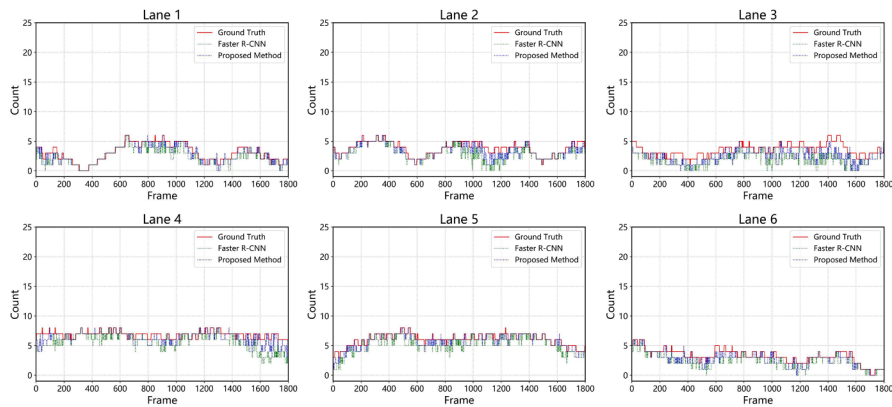 Lane 1
Count
25
20
15
10
5
0
Ground Truth
Faster R-CNN
Proposed Method
0 200 400 600 800 1000 1200 1400 1600 1800
Frame
Lane 2
Count
25
20
15
10
5
0
Ground Truth
Faster R-CNN
Proposed Method
0 200 400 600 800 1000 1200 1400 1600 1800
Frame
Lane 3
Count
25
20
15
10
5
0
Ground Truth
Faster R-CNN
Proposed Method
0 200 400 600 800 1000 1200 1400 1600 1800
Frame
Lane 4
Count
25
20
15
10
5
0
Ground Truth
Faster R-CNN
Proposed Method
0 200 400 600 800 1000 1200 1400 1600 1800
Frame
Lane 5
Count
25
20
15
10
5
0
Ground Truth
Faster R-CNN
Proposed Method
0 200 400 600 800 1000 1200 1400 1600 1800
Frame
Lane 6
Count
25
20
15
10
5
0
Ground Truth
Faster R-CNN
Proposed Method
0 200 400 600 800 1000 1200 1400 1600 1800
Frame